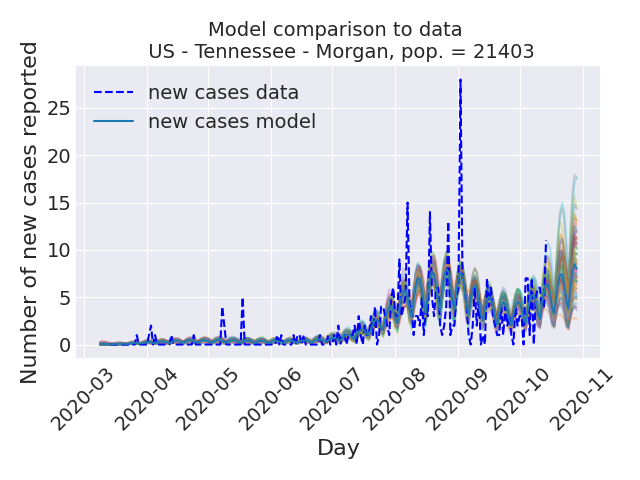 Model comparison to data
US - Tennessee - Morgan, pop. = 21403
Number of new cases reported
25
20
15
10
5
0
new cases data
new cases model
2020-03
2020-04
2020-05
2020-06
2020-07
2020-08
2020-09
2020-10
2020-11
Day